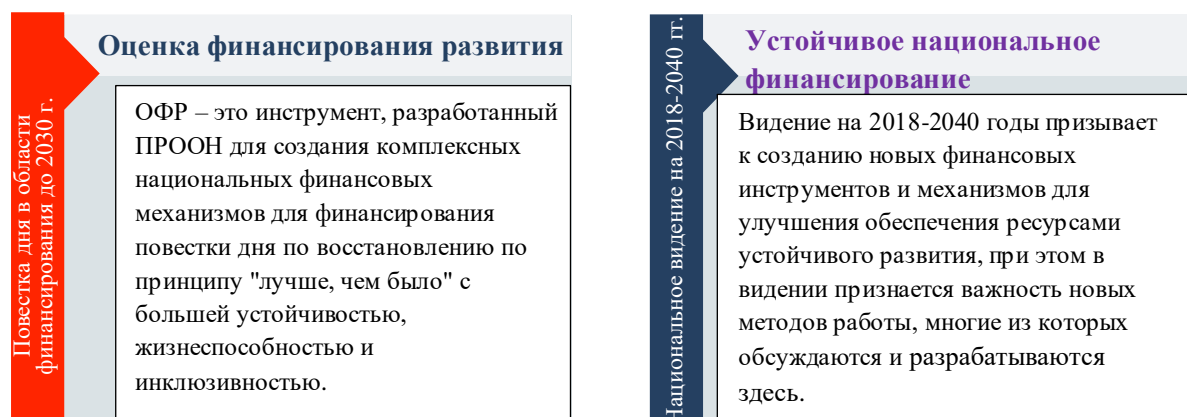 Повестка дня в области
финансирования до 2030 г.
Оценка финансирования развития
ОФР – это инструмент, разработанный
ПРООН для создания комплексных
национальных финансовых
механизмов для финансирования
повестки дня по восстановлению по
принципу "лучше, чем было" с
большей устойчивостью,
жизнеспособностью и
инклюзивностью.
Национальное видение на 2018-2040 гг.
Устойчивое национальное
финансирование
Видение на 2018-2040 годы призывает
к созданию новых финансовых
инструментов и механизмов для
улучшения обеспечения ресурсами
устойчивого развития, при этом в
видении признается важность новых
методов работы, многие из которых
обсуждаются и разрабатываются
здесь.